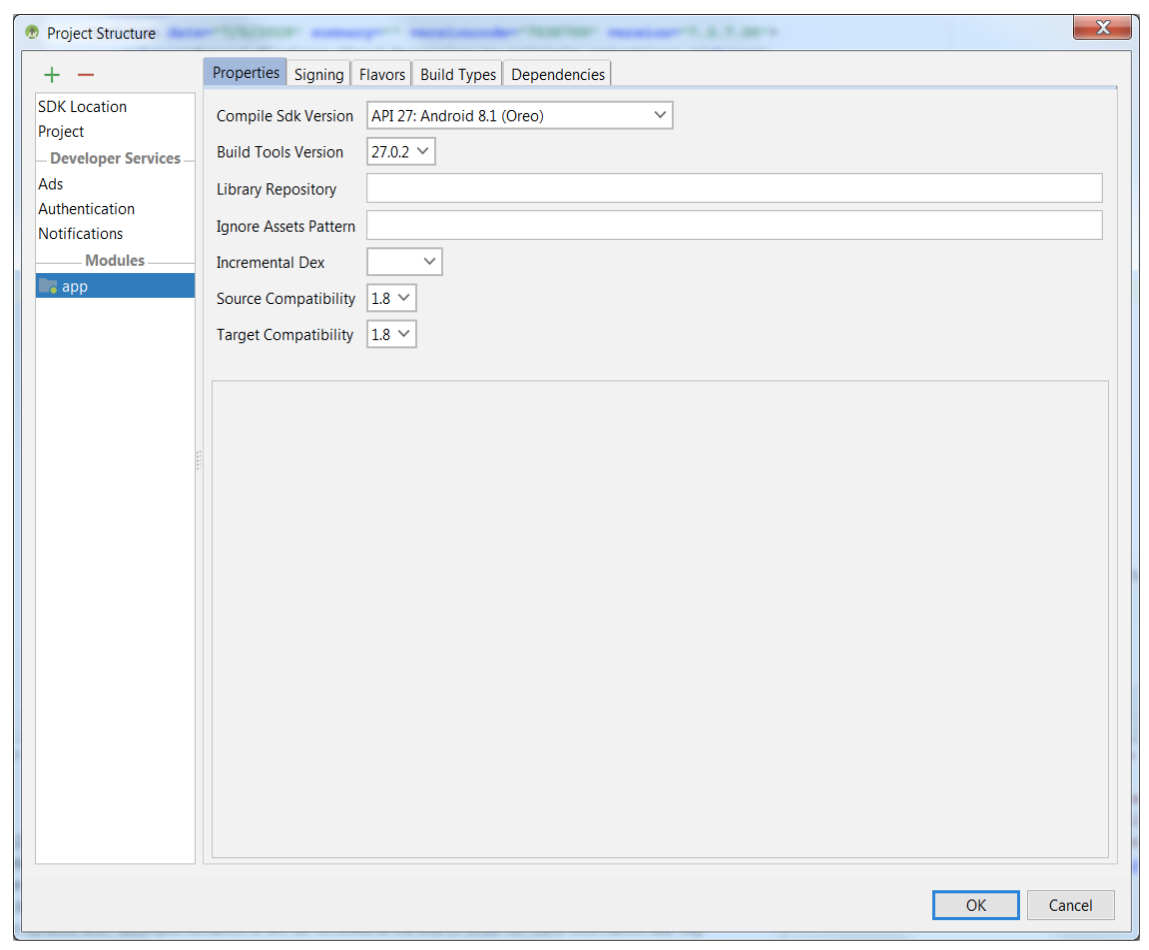 Project Structure
SDK Location
Project
Developer Services
Ads
Authentication
Notifications
Modules
app
Properties Signing Flavors Build Types Dependencies
Compile Sdk Version API 27: Android 8.1 (Oreo)
Build Tools Version 27.0.2
Library Repository
Ignore Assets Pattern
Incremental Dex
Source Compatibility 1.8
Target Compatibility 1.8
OK Cancel